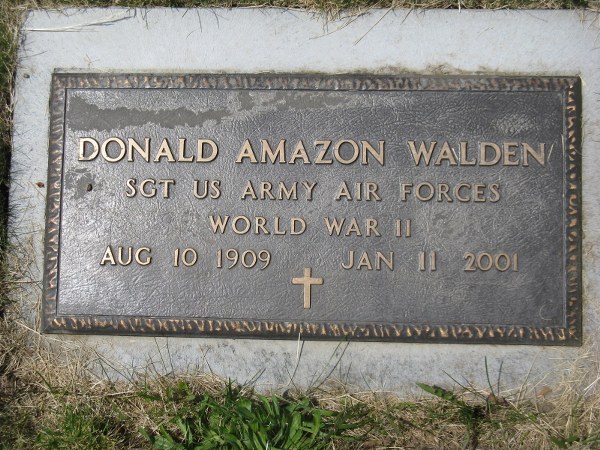 DONALD AMAZON WALDEN
SGT US ARMY AIR FORCES
WORLD WAR II
AUG 10 1909 JAN 11 2001